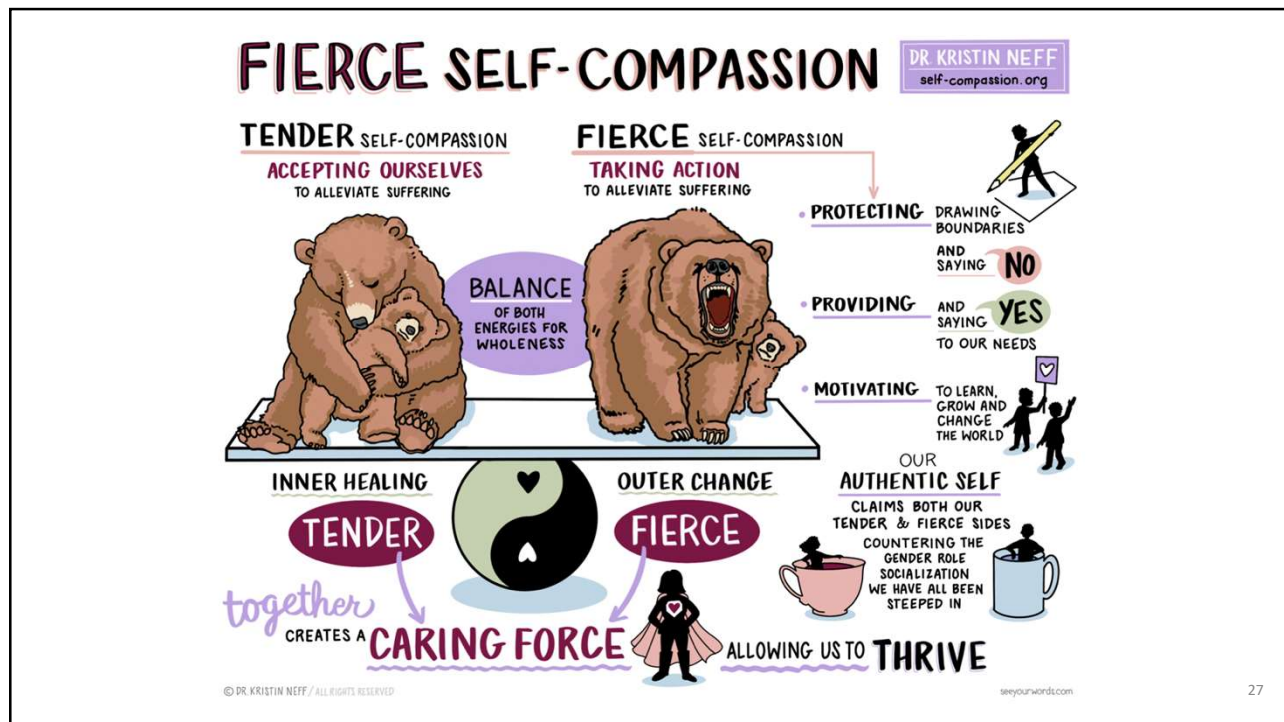 FIERCE SELF-COMPASSION
DR. KRISTIN NEFF
self-compassion.org
TENDER SELF-COMPASSION
ACCEPTING OURSELVES
TO ALLEVIATE SUFFERING
FIERCE SELF-COMPASSION
TAKING ACTION
TO ALLEVIATE SUFFERING
BALANCE
OF BOTH
ENERGIES FOR
WHOLENESS
• PROTECTING DRAWING
BOUNDARIES
AND
SAYING NO
• PROVIDING AND
SAYING YES
TO OUR NEEDS
• MOTIVATING TO LEARN,
GROW AND
CHANGE
THE WORLD
INNER HEALING
TENDER
OUTER CHANGE
FIERCE
OUR
AUTHENTIC SELF
CLAIMS BOTH OUR
TENDER & FIERCE SIDES
COUNTERING THE
GENDER ROLE
SOCIALIZATION
WE HAVE ALL BEEN
STEEPED IN
together
CREATES A CARING FORCE ALLOWING US TO THRIVE
© DR. KRISTIN NEFF / ALL RIGHTS RESERVED
seeyourwords.com
27